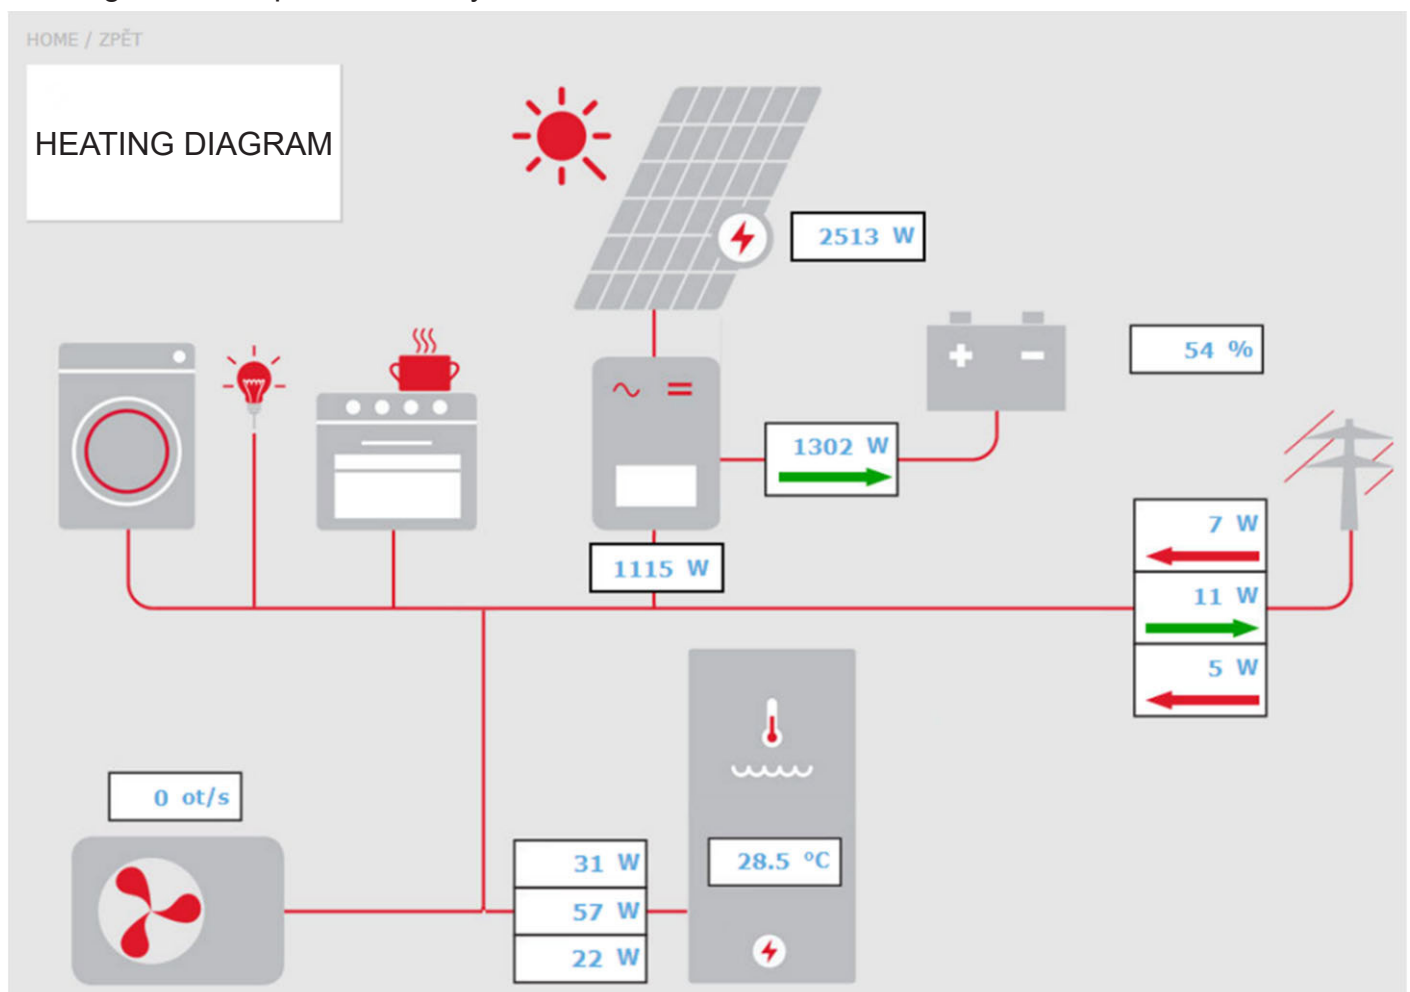 HOME / ZPĚT
HEATING DIAGRAM
2513 W
54 %
1302 W
7 W
1115 W
11 W
5 W
0 ot/s
31 W
28.5 °C
57 W
22 W